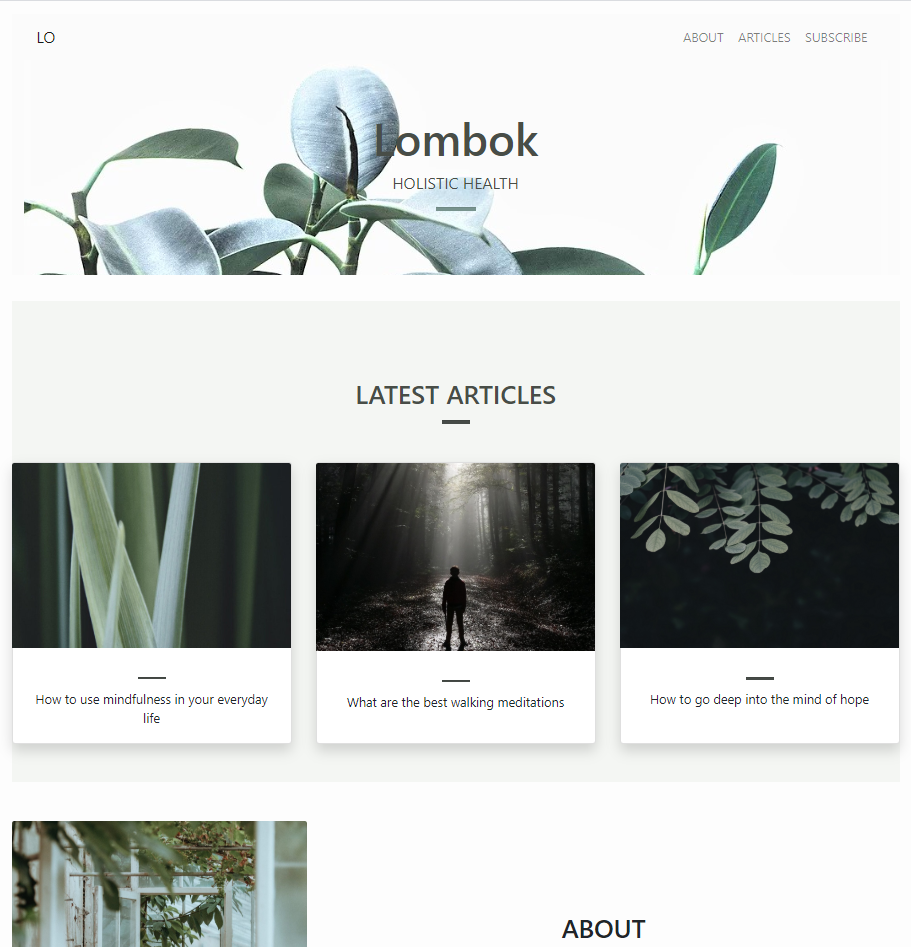 LO
ABOUT ARTICLES SUBSCRIBE
Lombok
HOLISTIC HEALTH
LATEST ARTICLES
How to use mindfulness in your everyday
life
What are the best walking meditations
How to go deep into the mind of hope
ABOUT